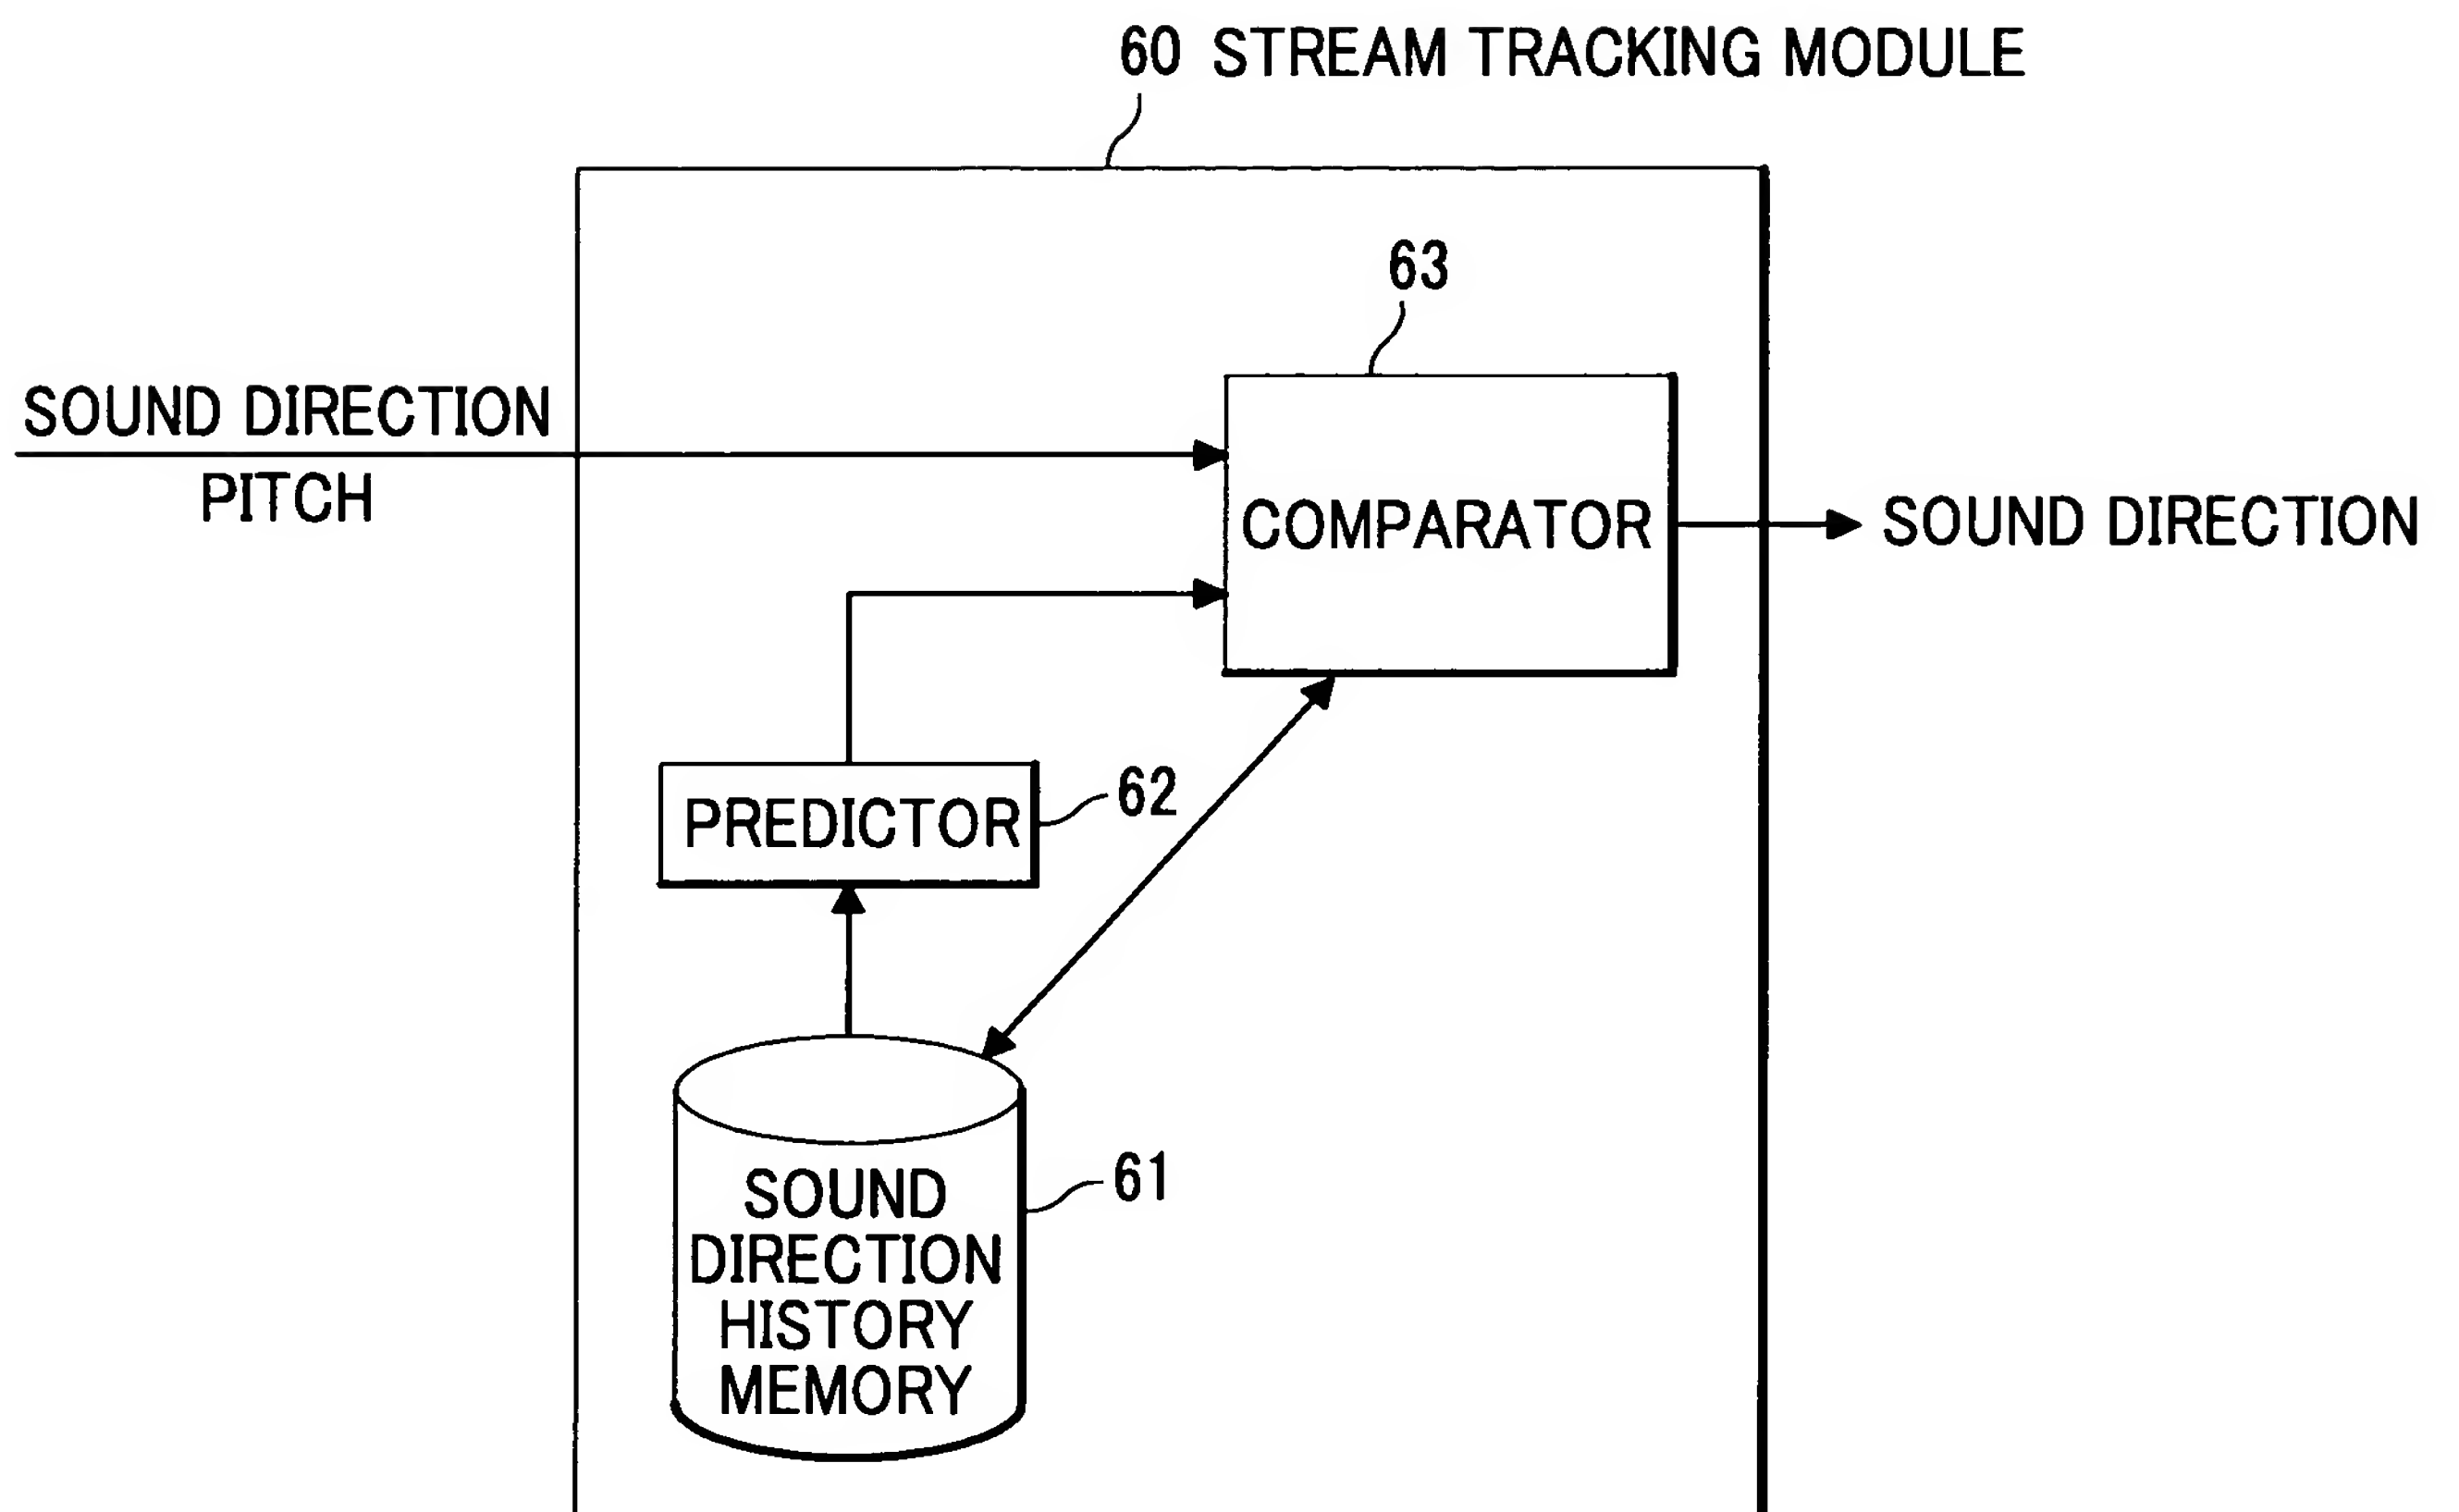 60 STREAM TRACKING MODULE
63
SOUND DIRECTION
PITCH
COMPARATOR
SOUND DIRECTION
PREDICTOR
62
SOUND
DIRECTION
HISTORY
MEMORY
61